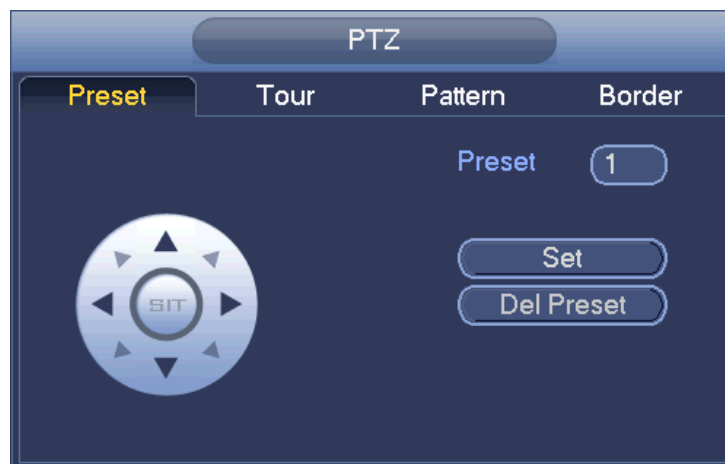 PTZ
Preset Tour Pattern Border
Preset 1
SIT
Set
Del Preset